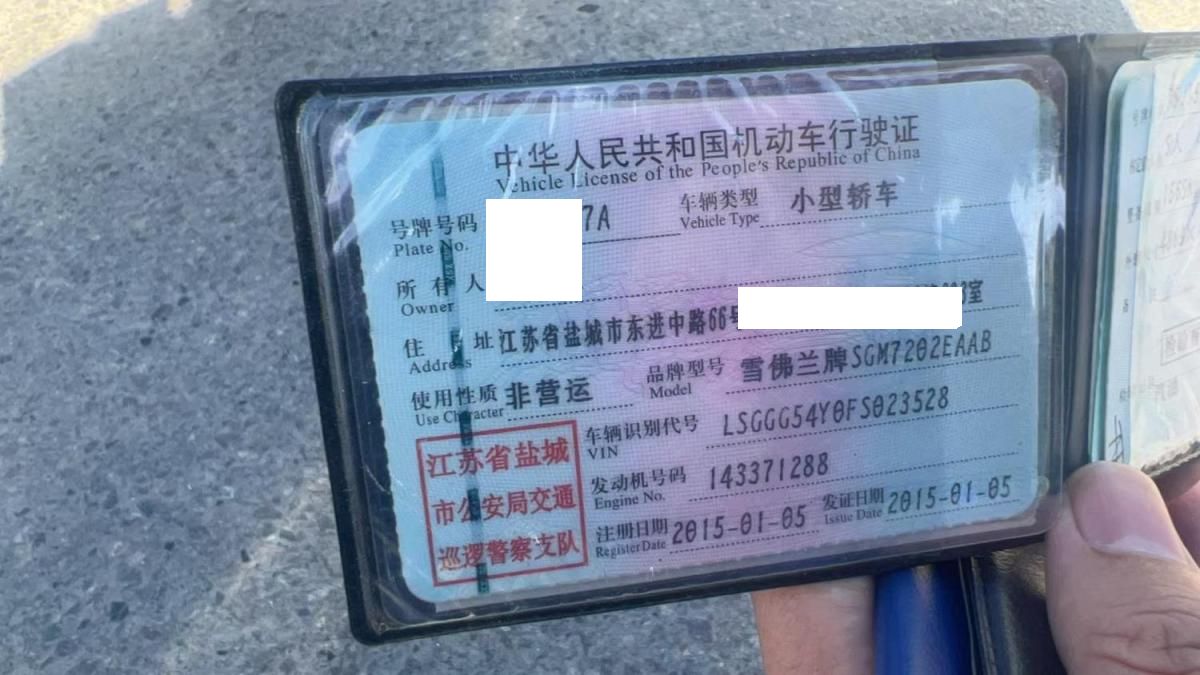 中华人民共和国机动车行驶证
Vehicle License of the People's Republic of China
号牌号码 7A 车辆类型 小型轿车
Plate No. Vehicle Type
所有人
Owner
住址 江苏省盐城市东进中路66号 室
Address
使用性质 非营运 品牌型号 雪佛兰牌SGM7202EAAB
Use Character Model
车辆识别代号 LSGGG54Y0FS023528
VIN
发动机号码 143371288
Engine No.
注册日期 2015-01-05 发证日期 2015-01-05
Register Date Issue Date
江苏省盐城
市公安局交通
巡逻警察支队